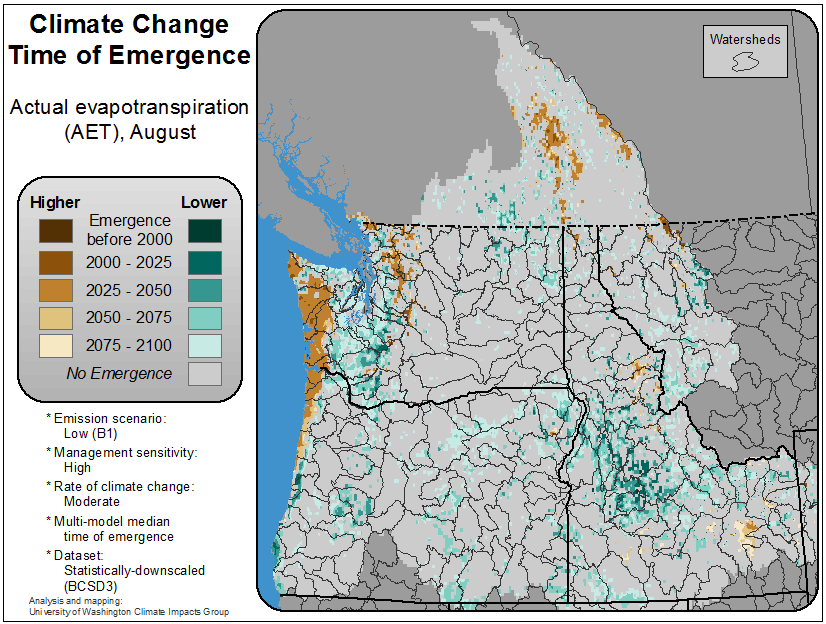 Climate Change
Time of Emergence
Actual evapotranspiration
(AET), August
Watersheds
Higher
Lower
Emergence
before 2000
2000 - 2025
2025 - 2050
2050 - 2075
2075 - 2100
No Emergence
* Emission scenario:
Low (B1)
* Management sensitivity:
High
* Rate of climate change:
Moderate
* Multi-model median
time of emergence
* Dataset:
Statistically-downscaled
(BCSD3)
Analysis and mapping:
University of Washington Climate Impacts Group